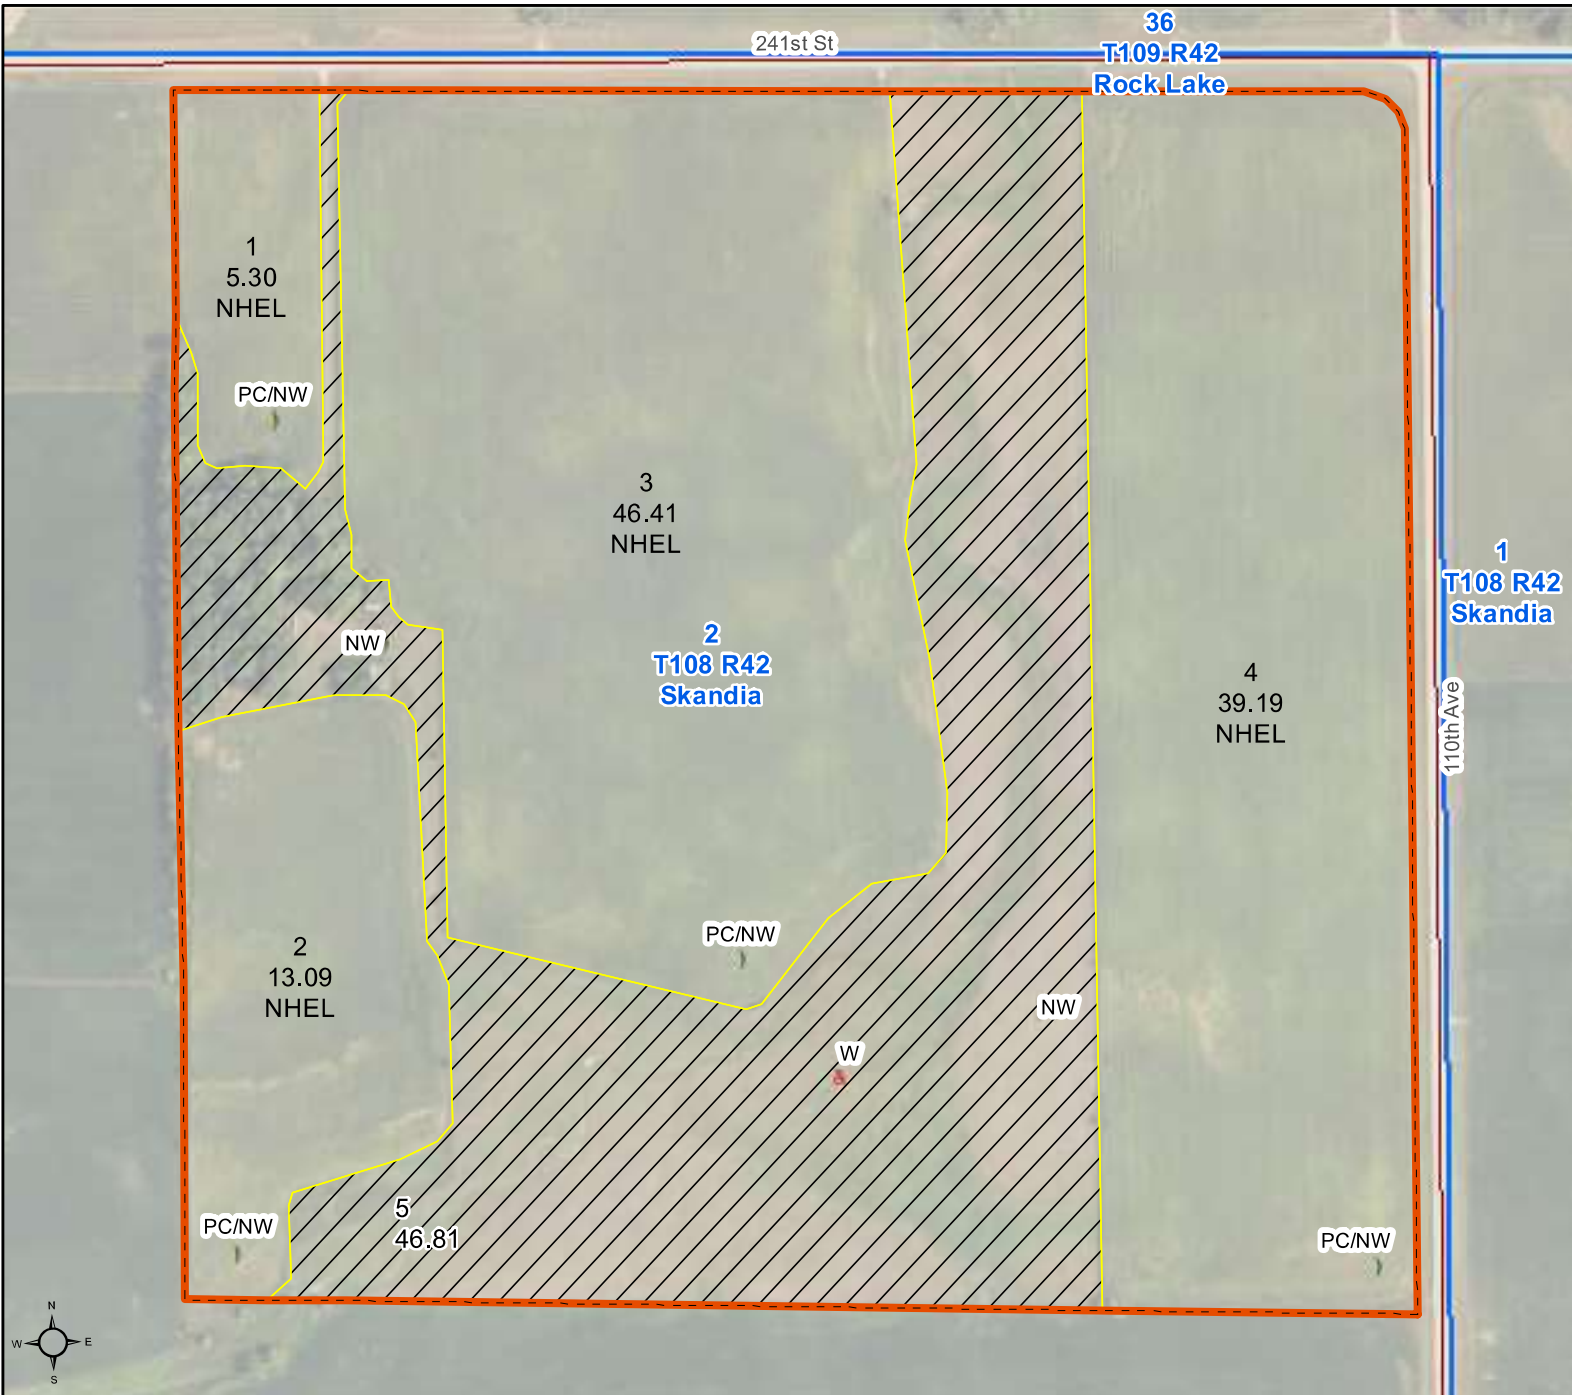 36
T109 R42
Rock Lake
241st St
1
5.30
NHEL
PC/NW
3
46.41
NHEL
1
T108 R42
Skandia
2
T108 R42
Skandia
NW
4
39.19
NHEL
110th Ave
PC/NW
2
13.09
NHEL
NW
W
5
46.81
PC/NW
PC/NW
N
W
E
S